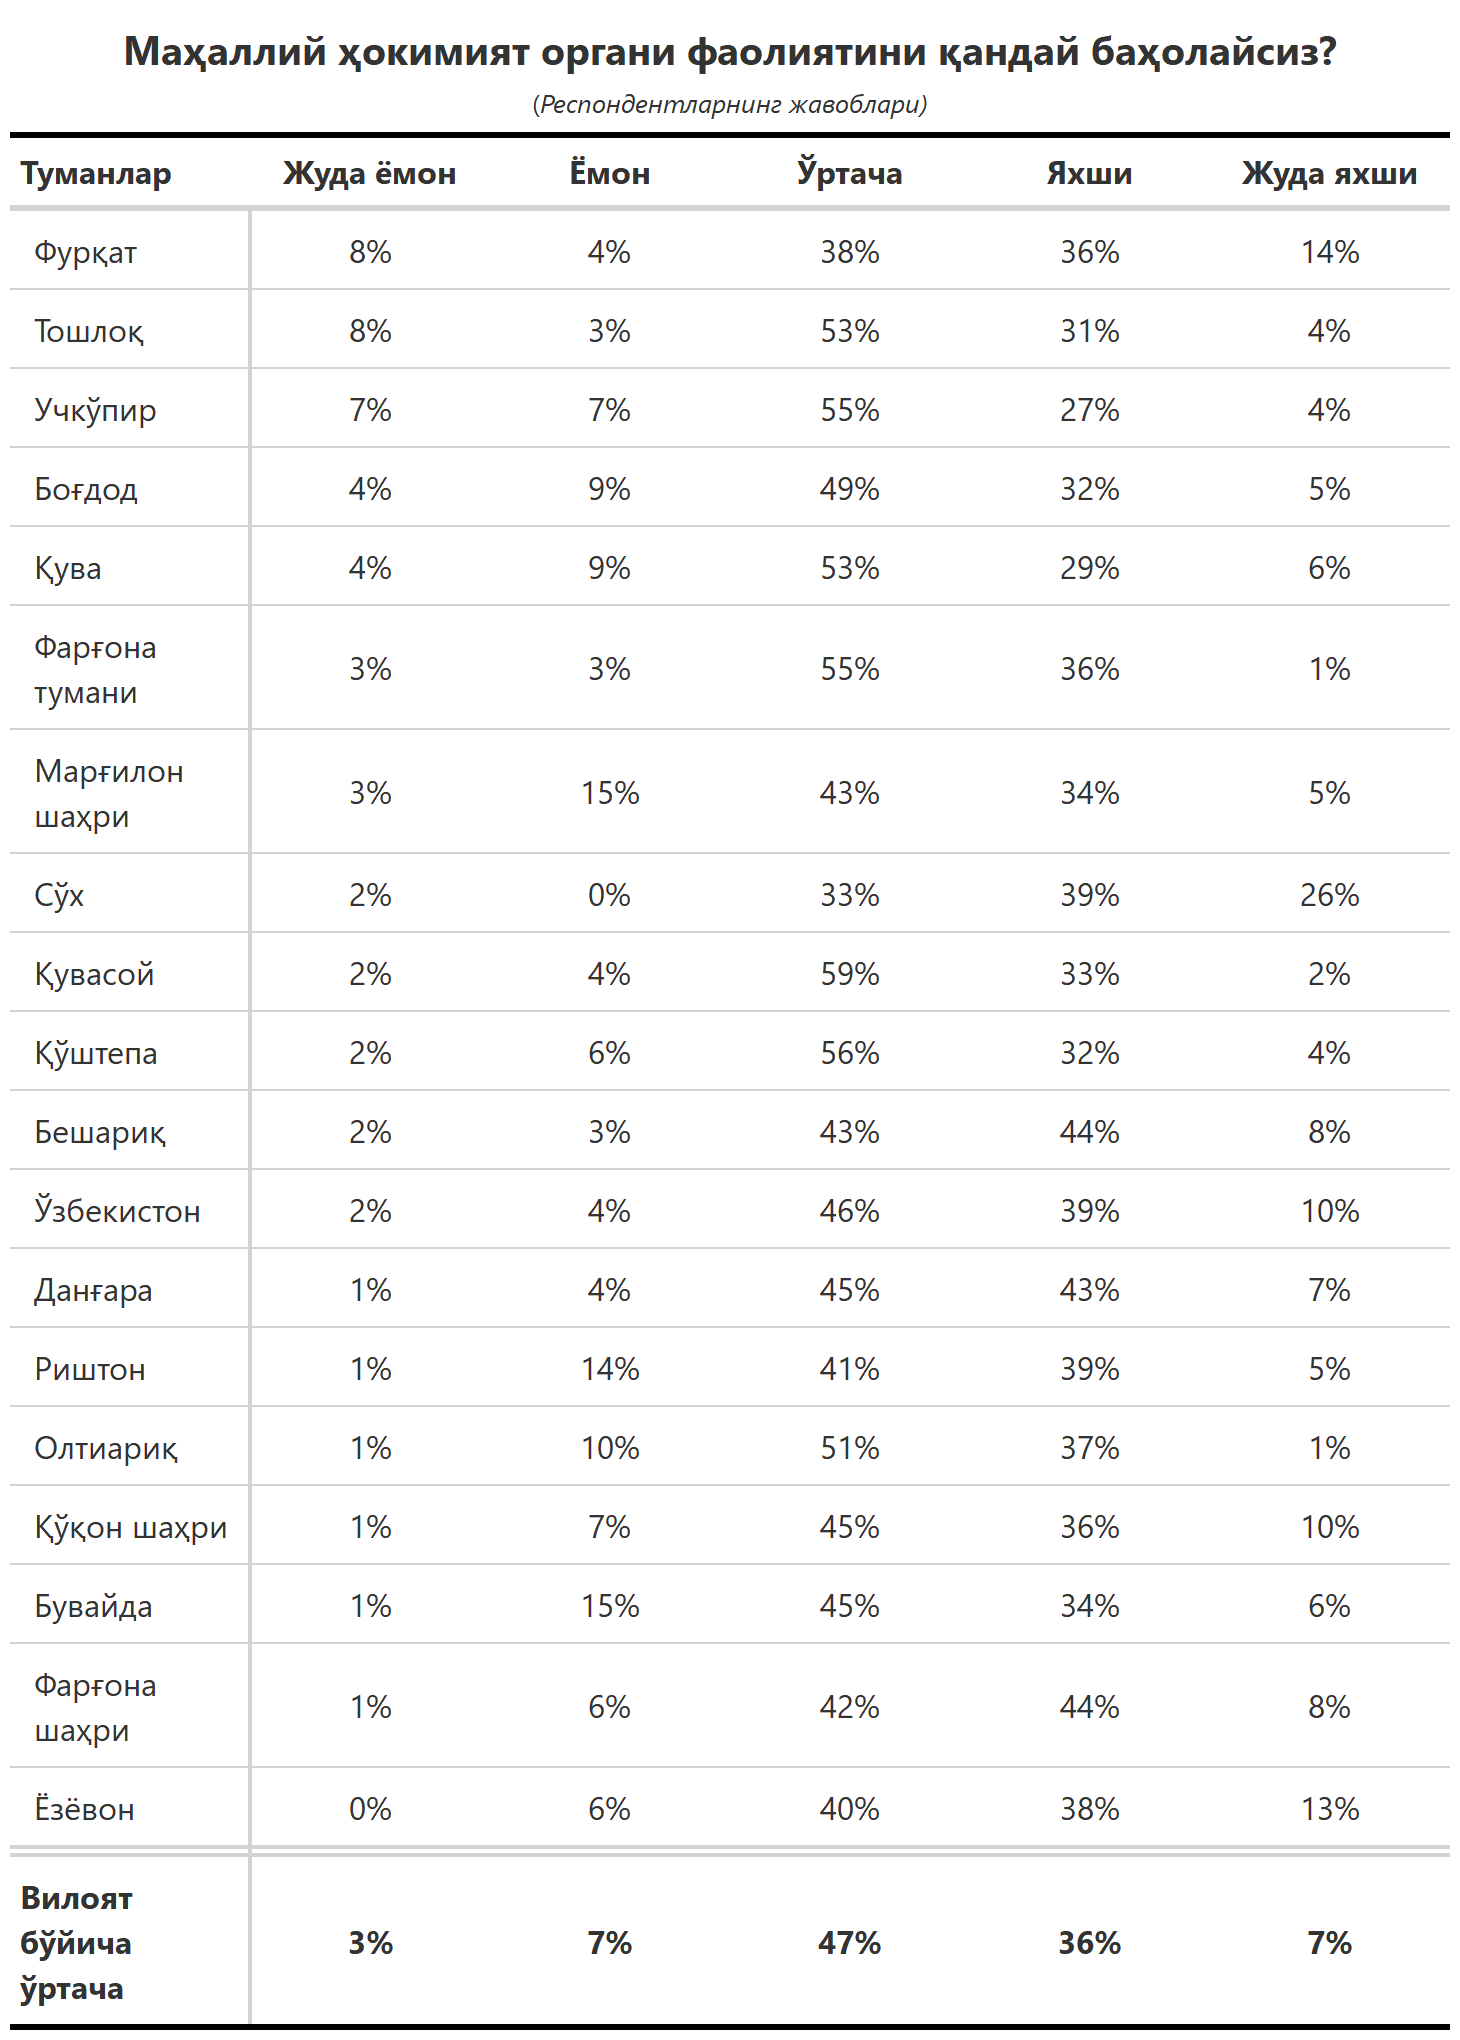 Маҳаллий ҳокимият органи фаолиятини қандай баҳолайсиз?
(Респондентларнинг жавоблари)
Туманлар Жуда ёмон Ёмон Ўртача Яхши Жуда яхши
Фурқат 8% 4% 38% 36% 14%
Тошлоқ 8% 3% 53% 31% 4%
Учкўпир 7% 7% 55% 27% 4%
Боғдод 4% 9% 49% 32% 5%
Қува 4% 9% 53% 29% 6%
Фарғона
тумани 3% 3% 55% 36% 1%
Марғилон
шаҳри 3% 15% 43% 34% 5%
Сўх 2% 0% 33% 39% 26%
Қувасой 2% 4% 59% 33% 2%
Қўштепа 2% 6% 56% 32% 4%
Бешариқ 2% 3% 43% 44% 8%
Ўзбекистон 2% 4% 46% 39% 10%
Данғара 1% 4% 45% 43% 7%
Риштон 1% 14% 41% 39% 5%
Олтиариқ 1% 10% 51% 37% 1%
Қўқон шаҳри 1% 7% 45% 36% 10%
Бувайда 1% 15% 45% 34% 6%
Фарғона
шаҳри 1% 6% 42% 44% 8%
Ёзёвон 0% 6% 40% 38% 13%
Вилоят
бўйича 3% 7% 47% 36% 7%
ўртача